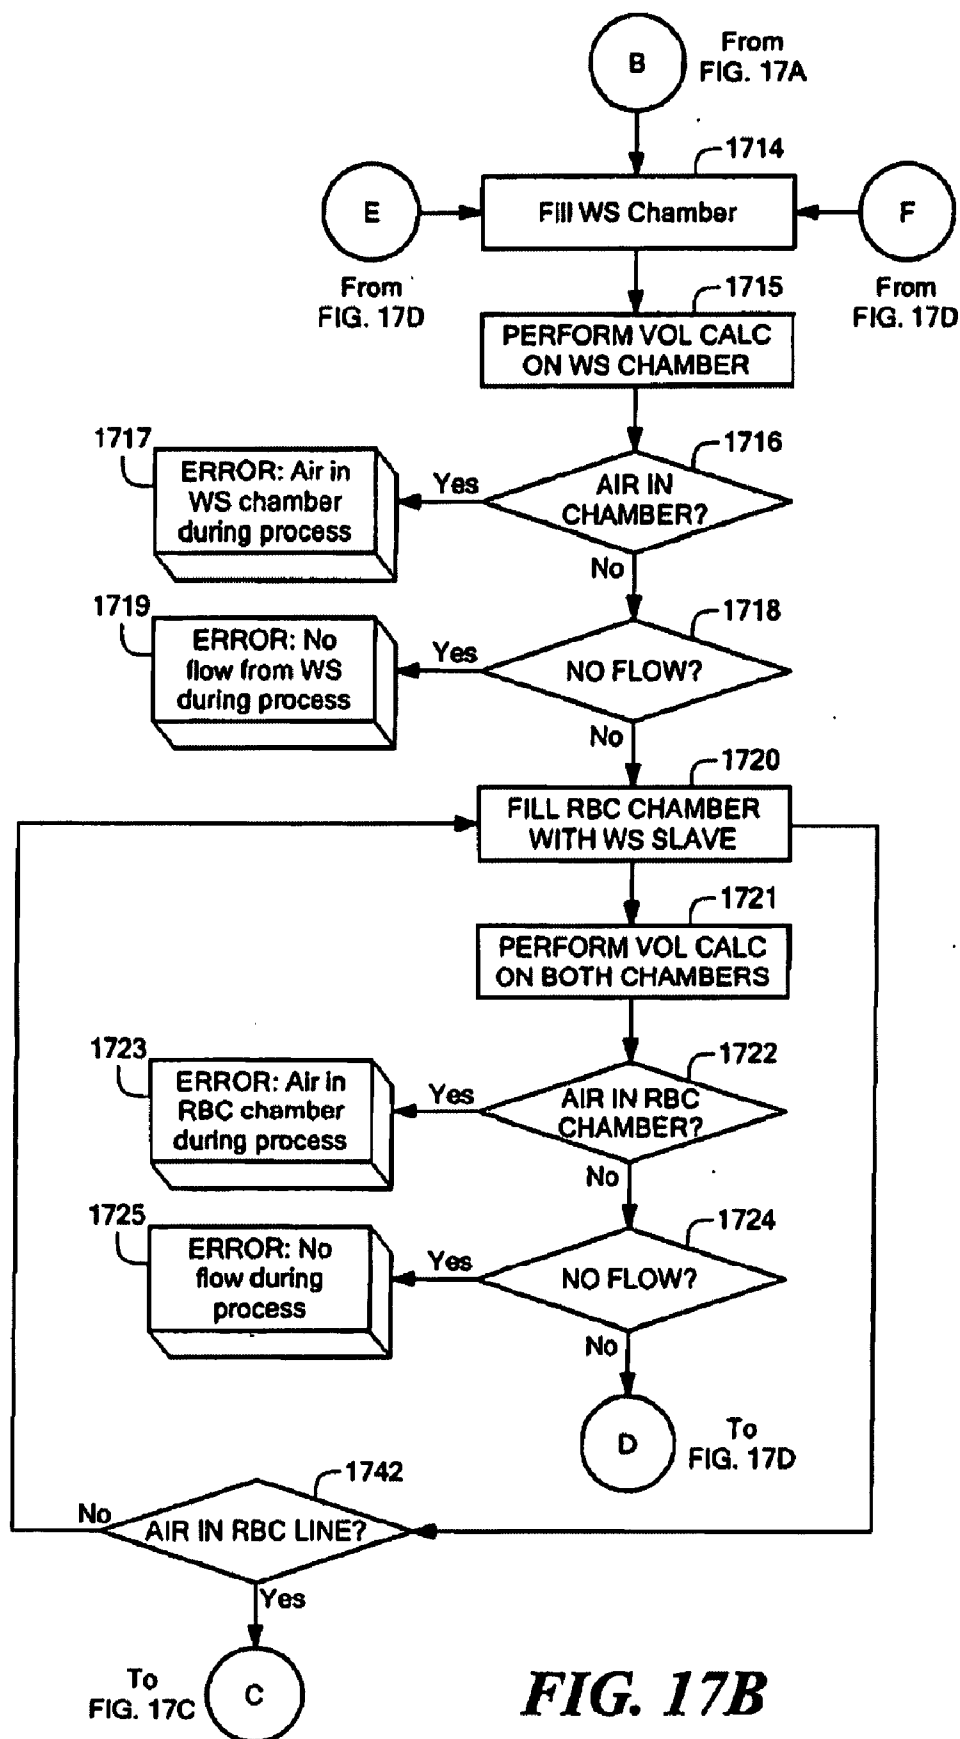 B
From
FIG. 17A
1714
E
Fill WS Chamber
F
From
FIG. 17D
From
FIG. 17D
1715
PERFORM VOL CALC
ON WS CHAMBER
1716
AIR IN
CHAMBER?
Yes
No
1717
ERROR: Air in
WS chamber
during process
1718
NO FLOW?
Yes
No
1719
ERROR: No
flow from WS
during process
1720
FILL RBC CHAMBER
WITH WS SLAVE
1721
PERFORM VOL CALC
ON BOTH CHAMBERS
1722
AIR IN RBC
CHAMBER?
Yes
No
1723
ERROR: Air in
RBC chamber
during process
1724
NO FLOW?
Yes
No
1725
ERROR: No
flow during
process
D
To
FIG. 17D
1742
No
AIR IN RBC LINE?
Yes
To
FIG. 17C
C
FIG. 17B